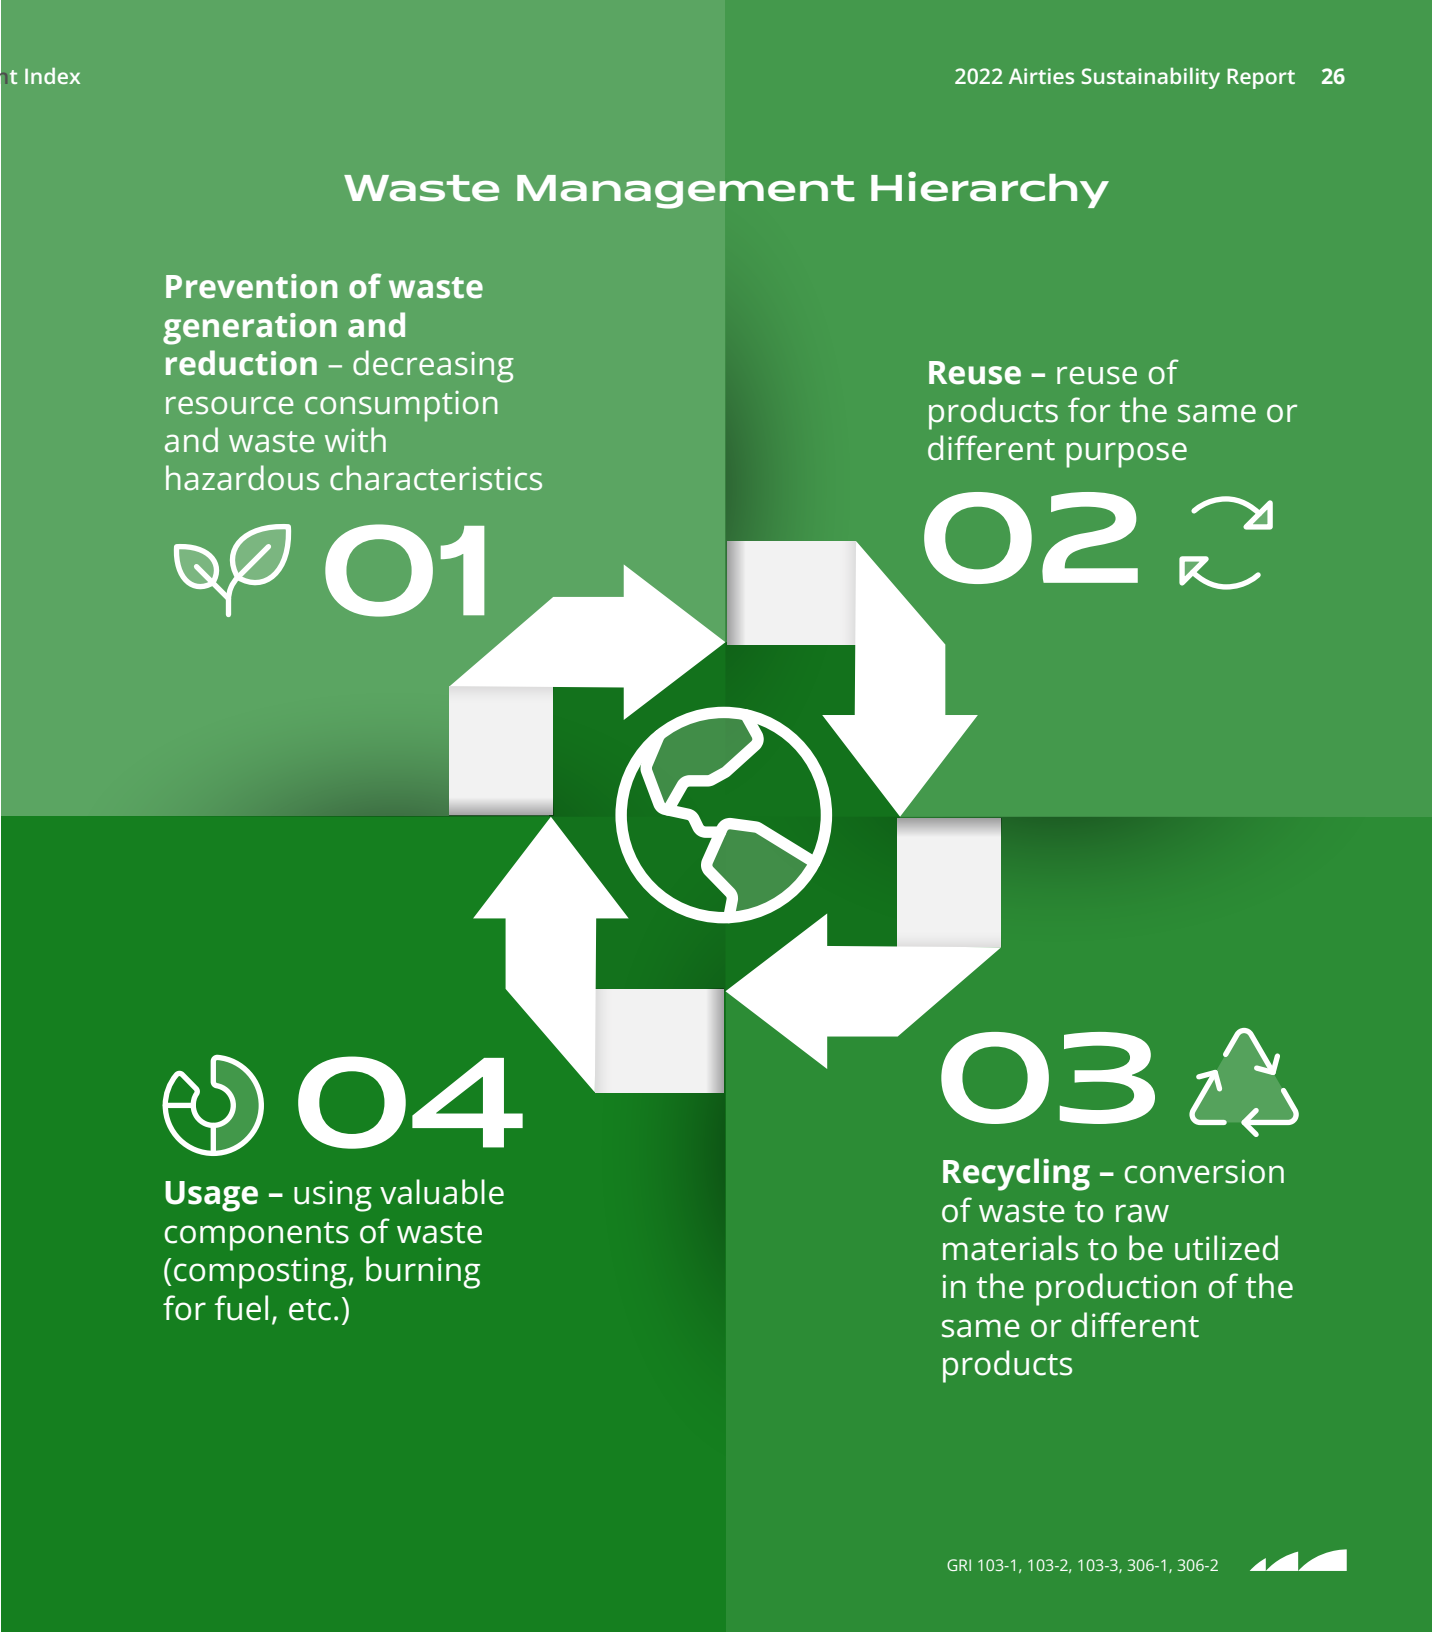 t Index
2022 Airties Sustainability Report 26
Waste Management Hierarchy
Prevention of waste
generation and
reduction – decreasing
resource consumption
and waste with
hazardous characteristics
01
Reuse – reuse of
products for the same or
different purpose
02
03
Recycling – conversion
of waste to raw
materials to be utilized
in the production of the
same or different
products
04
Usage – using valuable
components of waste
(composting, burning
for fuel, etc.)
GRI 103-1, 103-2, 103-3, 306-1, 306-2